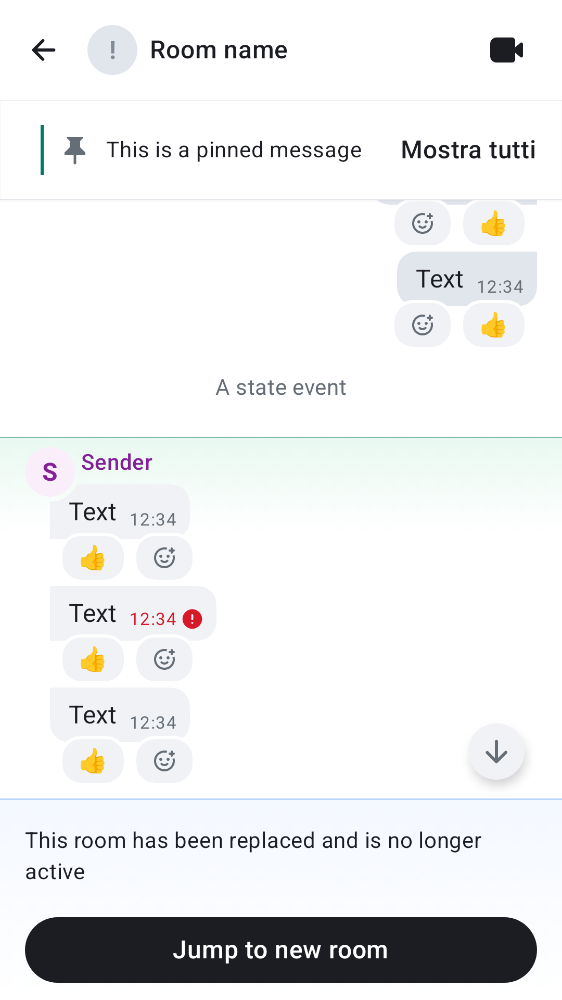 !
Room name
This is a pinned message
Mostra tutti
Text 12:34
A state event
S
Sender
Text 12:34
Text 12:34 !
Text 12:34
This room has been replaced and is no longer
active
Jump to new room